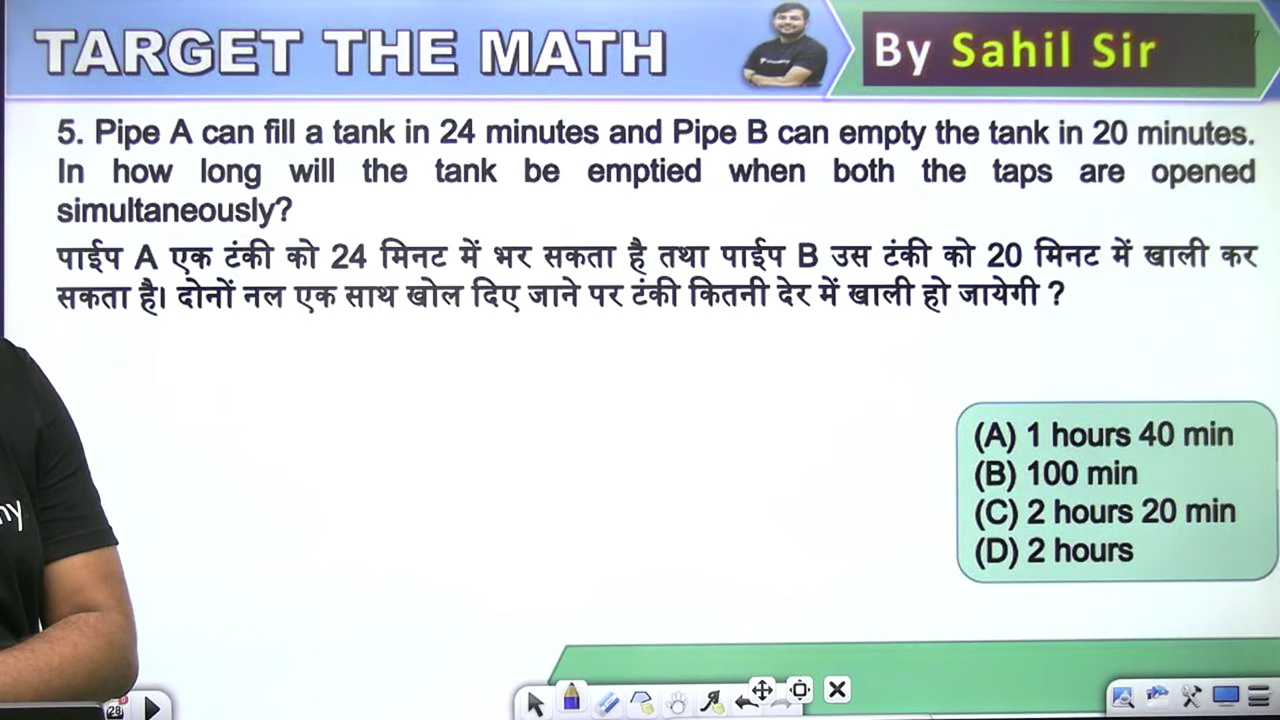 TARGET THE MATH
By Sahil Sir
5. Pipe A can fill a tank in 24 minutes and Pipe B can empty the tank in 20 minutes.
In how long will the tank be emptied when both the taps are opened
simultaneously?
पाईप A एक टंकी को 24 मिनट में भर सकता है तथा पाईप B उस टंकी को 20 मिनट में खाली कर
सकता है। दोनों नल एक साथ खोल दिए जाने पर टंकी कितनी देर में खाली हो जायेगी ?
(A) 1 hours 40 min
(B) 100 min
(C) 2 hours 20 min
(D) 2 hours
28